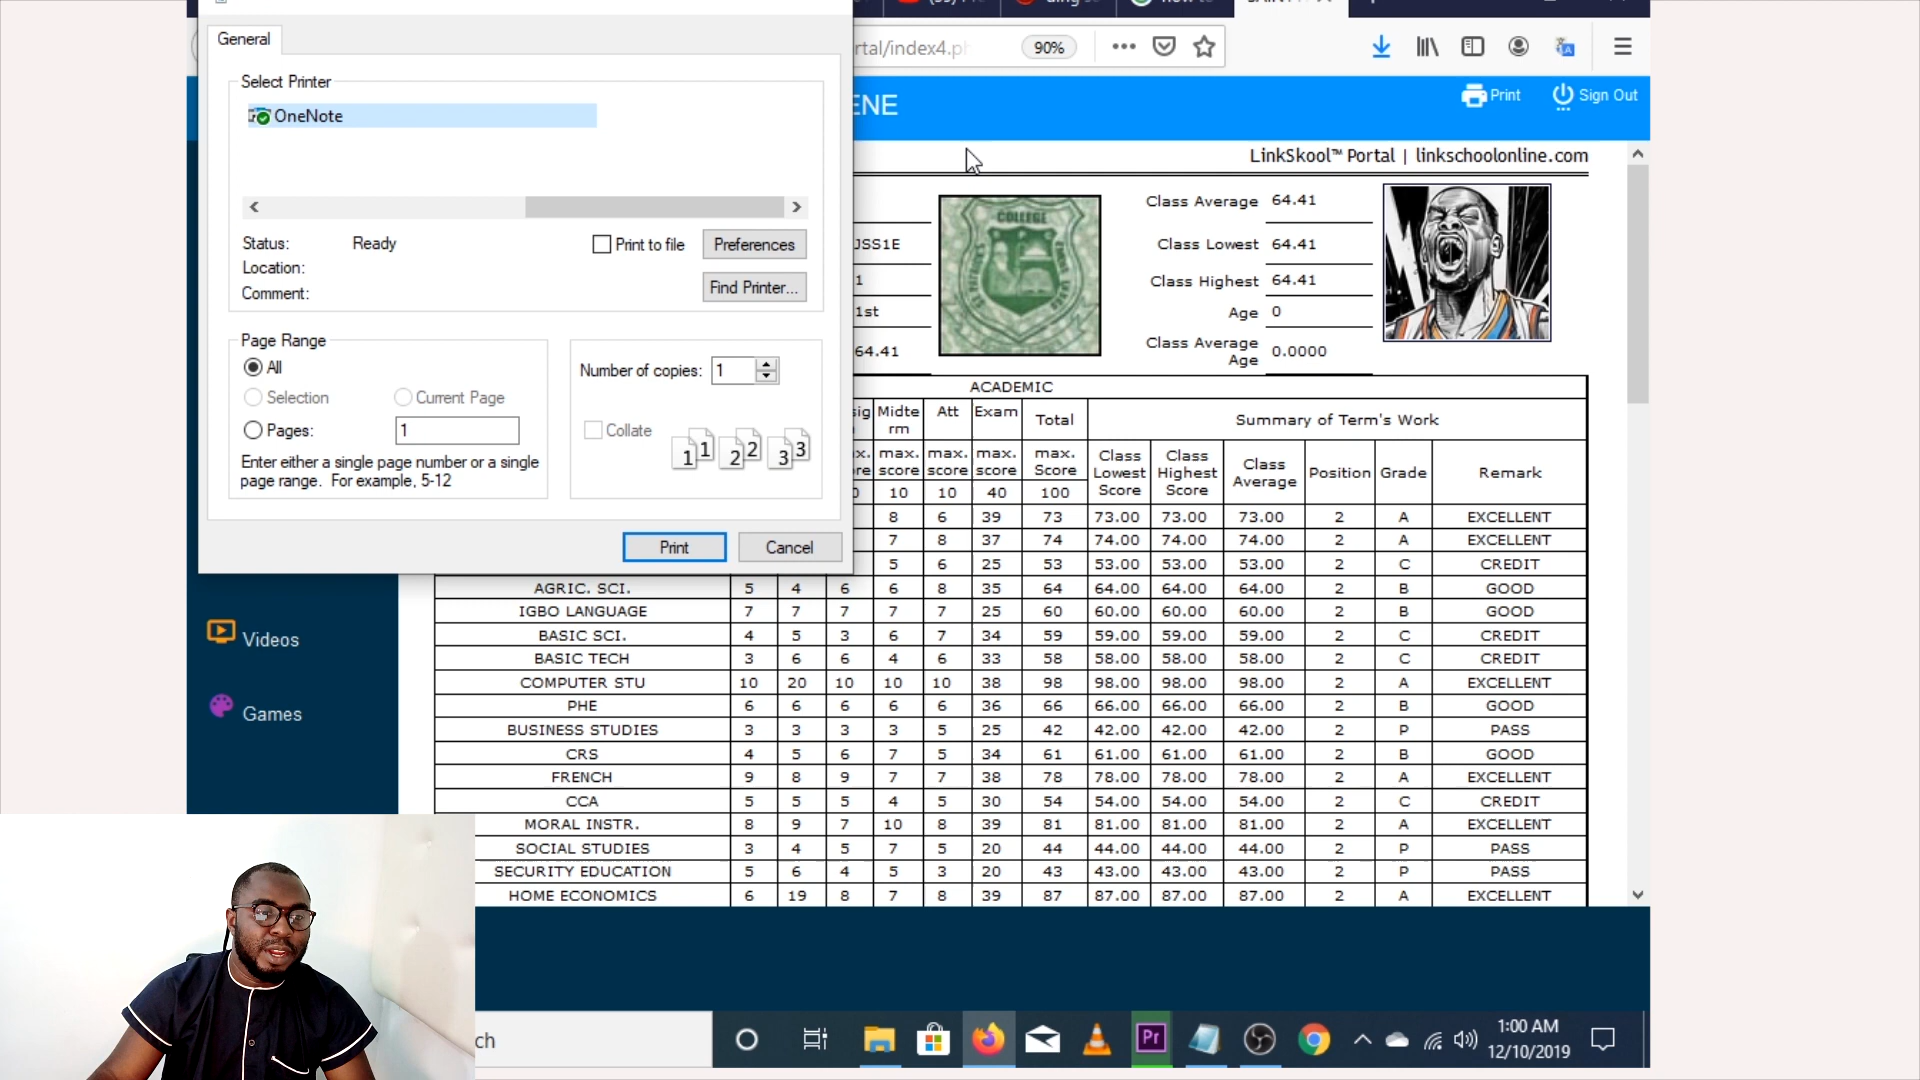 General
Select Printer
OneNote
Status: Ready
Location:
Comment:
Print to file
Preferences
Find Printer...
Page Range
All
Selection
Current Page
Pages: 1
Enter either a single page number or a single
page range. For example, 5-12
Number of copies: 1
Collate
1 1 2 2 3 3
Print
Cancel
rtal/index4.p
90%
ENE
Print
Sign Out
LinkSkool™ Portal | linkschoolonline.com
JSS1E
1
1st
64.41
COLLEGE
Class Average 64.41
Class Lowest 64.41
Class Highest 64.41
Age 0
Class Average
Age 0.0000
ACADEMIC
sig Midte
rm Att Exam Total Summary of Term's Work
x.
re max.
score max.
score max.
score max.
Score Class
Lowest
Score Class
Highest
Score Class
Average Position Grade Remark
0 10 10 40 100
8 6 39 73 73.00 73.00 73.00 2 A EXCELLENT
7 8 37 74 74.00 74.00 74.00 2 A EXCELLENT
5 6 25 53 53.00 53.00 53.00 2 C CREDIT
AGRIC. SCI. 5 4 6 6 8 35 64 64.00 64.00 64.00 2 B GOOD
IGBO LANGUAGE 7 7 7 7 7 25 60 60.00 60.00 60.00 2 B GOOD
BASIC SCI. 4 5 3 6 7 34 59 59.00 59.00 59.00 2 C CREDIT
BASIC TECH 3 6 6 4 6 33 58 58.00 58.00 58.00 2 C CREDIT
COMPUTER STU 10 20 10 10 10 38 98 98.00 98.00 98.00 2 A EXCELLENT
PHE 6 6 6 6 6 36 66 66.00 66.00 66.00 2 B GOOD
BUSINESS STUDIES 3 3 3 3 5 25 42 42.00 42.00 42.00 2 P PASS
CRS 4 5 6 7 5 34 61 61.00 61.00 61.00 2 B GOOD
FRENCH 9 8 9 7 7 38 78 78.00 78.00 78.00 2 A EXCELLENT
CCA 5 5 5 4 5 30 54 54.00 54.00 54.00 2 C CREDIT
MORAL INSTR. 8 9 7 10 8 39 81 81.00 81.00 81.00 2 A EXCELLENT
SOCIAL STUDIES 3 4 5 7 5 20 44 44.00 44.00 44.00 2 P PASS
SECURITY EDUCATION 5 6 4 5 3 20 43 43.00 43.00 43.00 2 P PASS
HOME ECONOMICS 6 19 8 7 8 39 87 87.00 87.00 87.00 2 A EXCELLENT
Videos
Games
ch
Pr
1:00 AM
12/10/2019